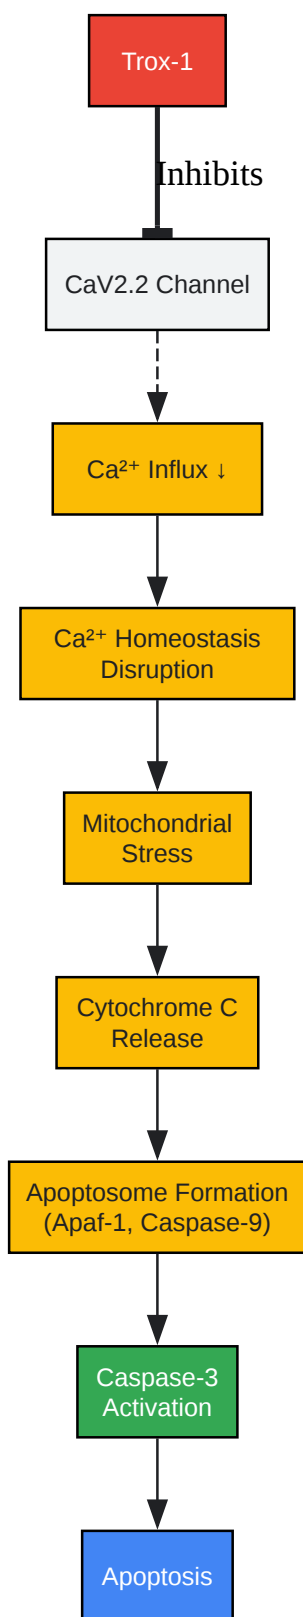 Trox-1
Inhibits
CaV2.2 Channel
Ca²⁺ Influx ↓
Ca²⁺ Homeostasis
Disruption
Mitochondrial
Stress
Cytochrome C
Release
Apoptosome Formation
(Apaf-1, Caspase-9)
Caspase-3
Activation
Apoptosis